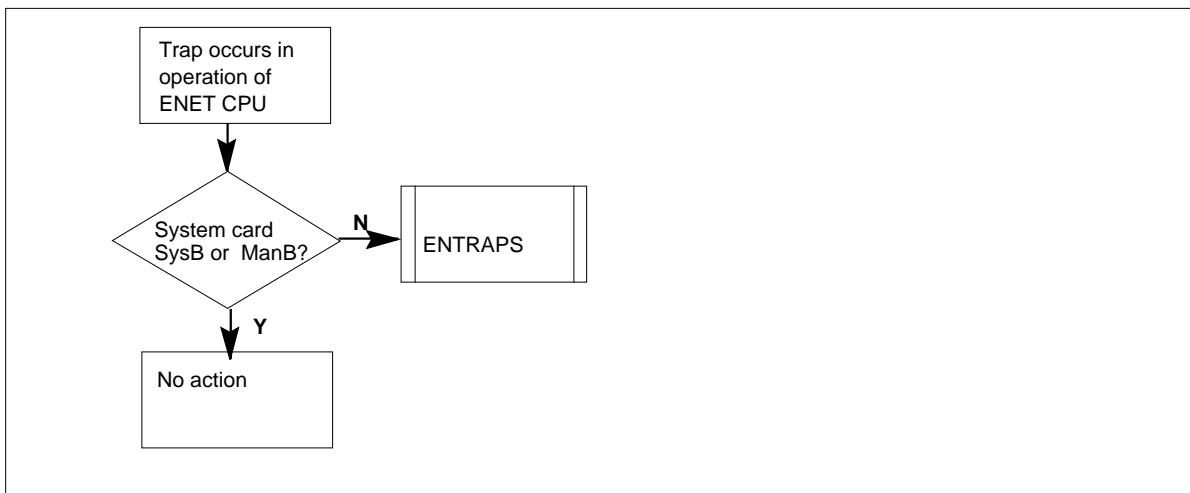 Trap occurs in
operation of
ENET CPU
System card
SysB or ManB?
N
ENTRAPS
Y
No action